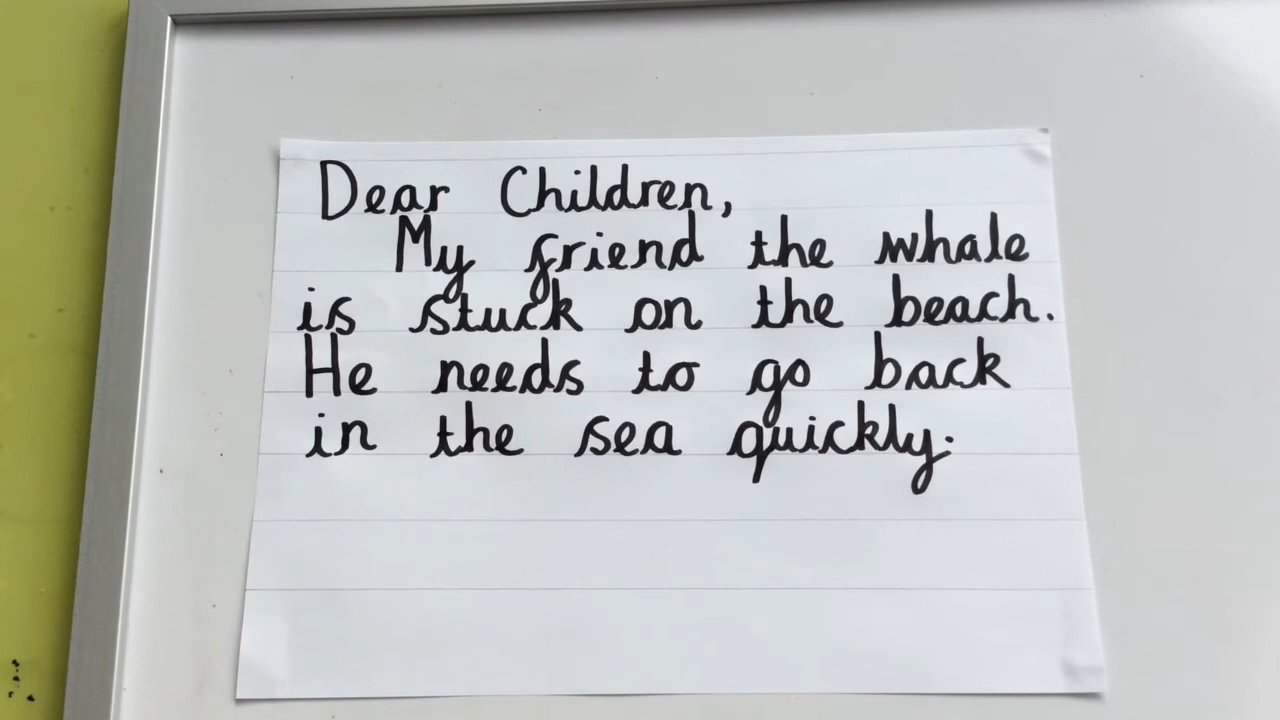 Dear Children,
My friend the whale
is stuck on the beach.
He needs to go back
in the sea quickly.